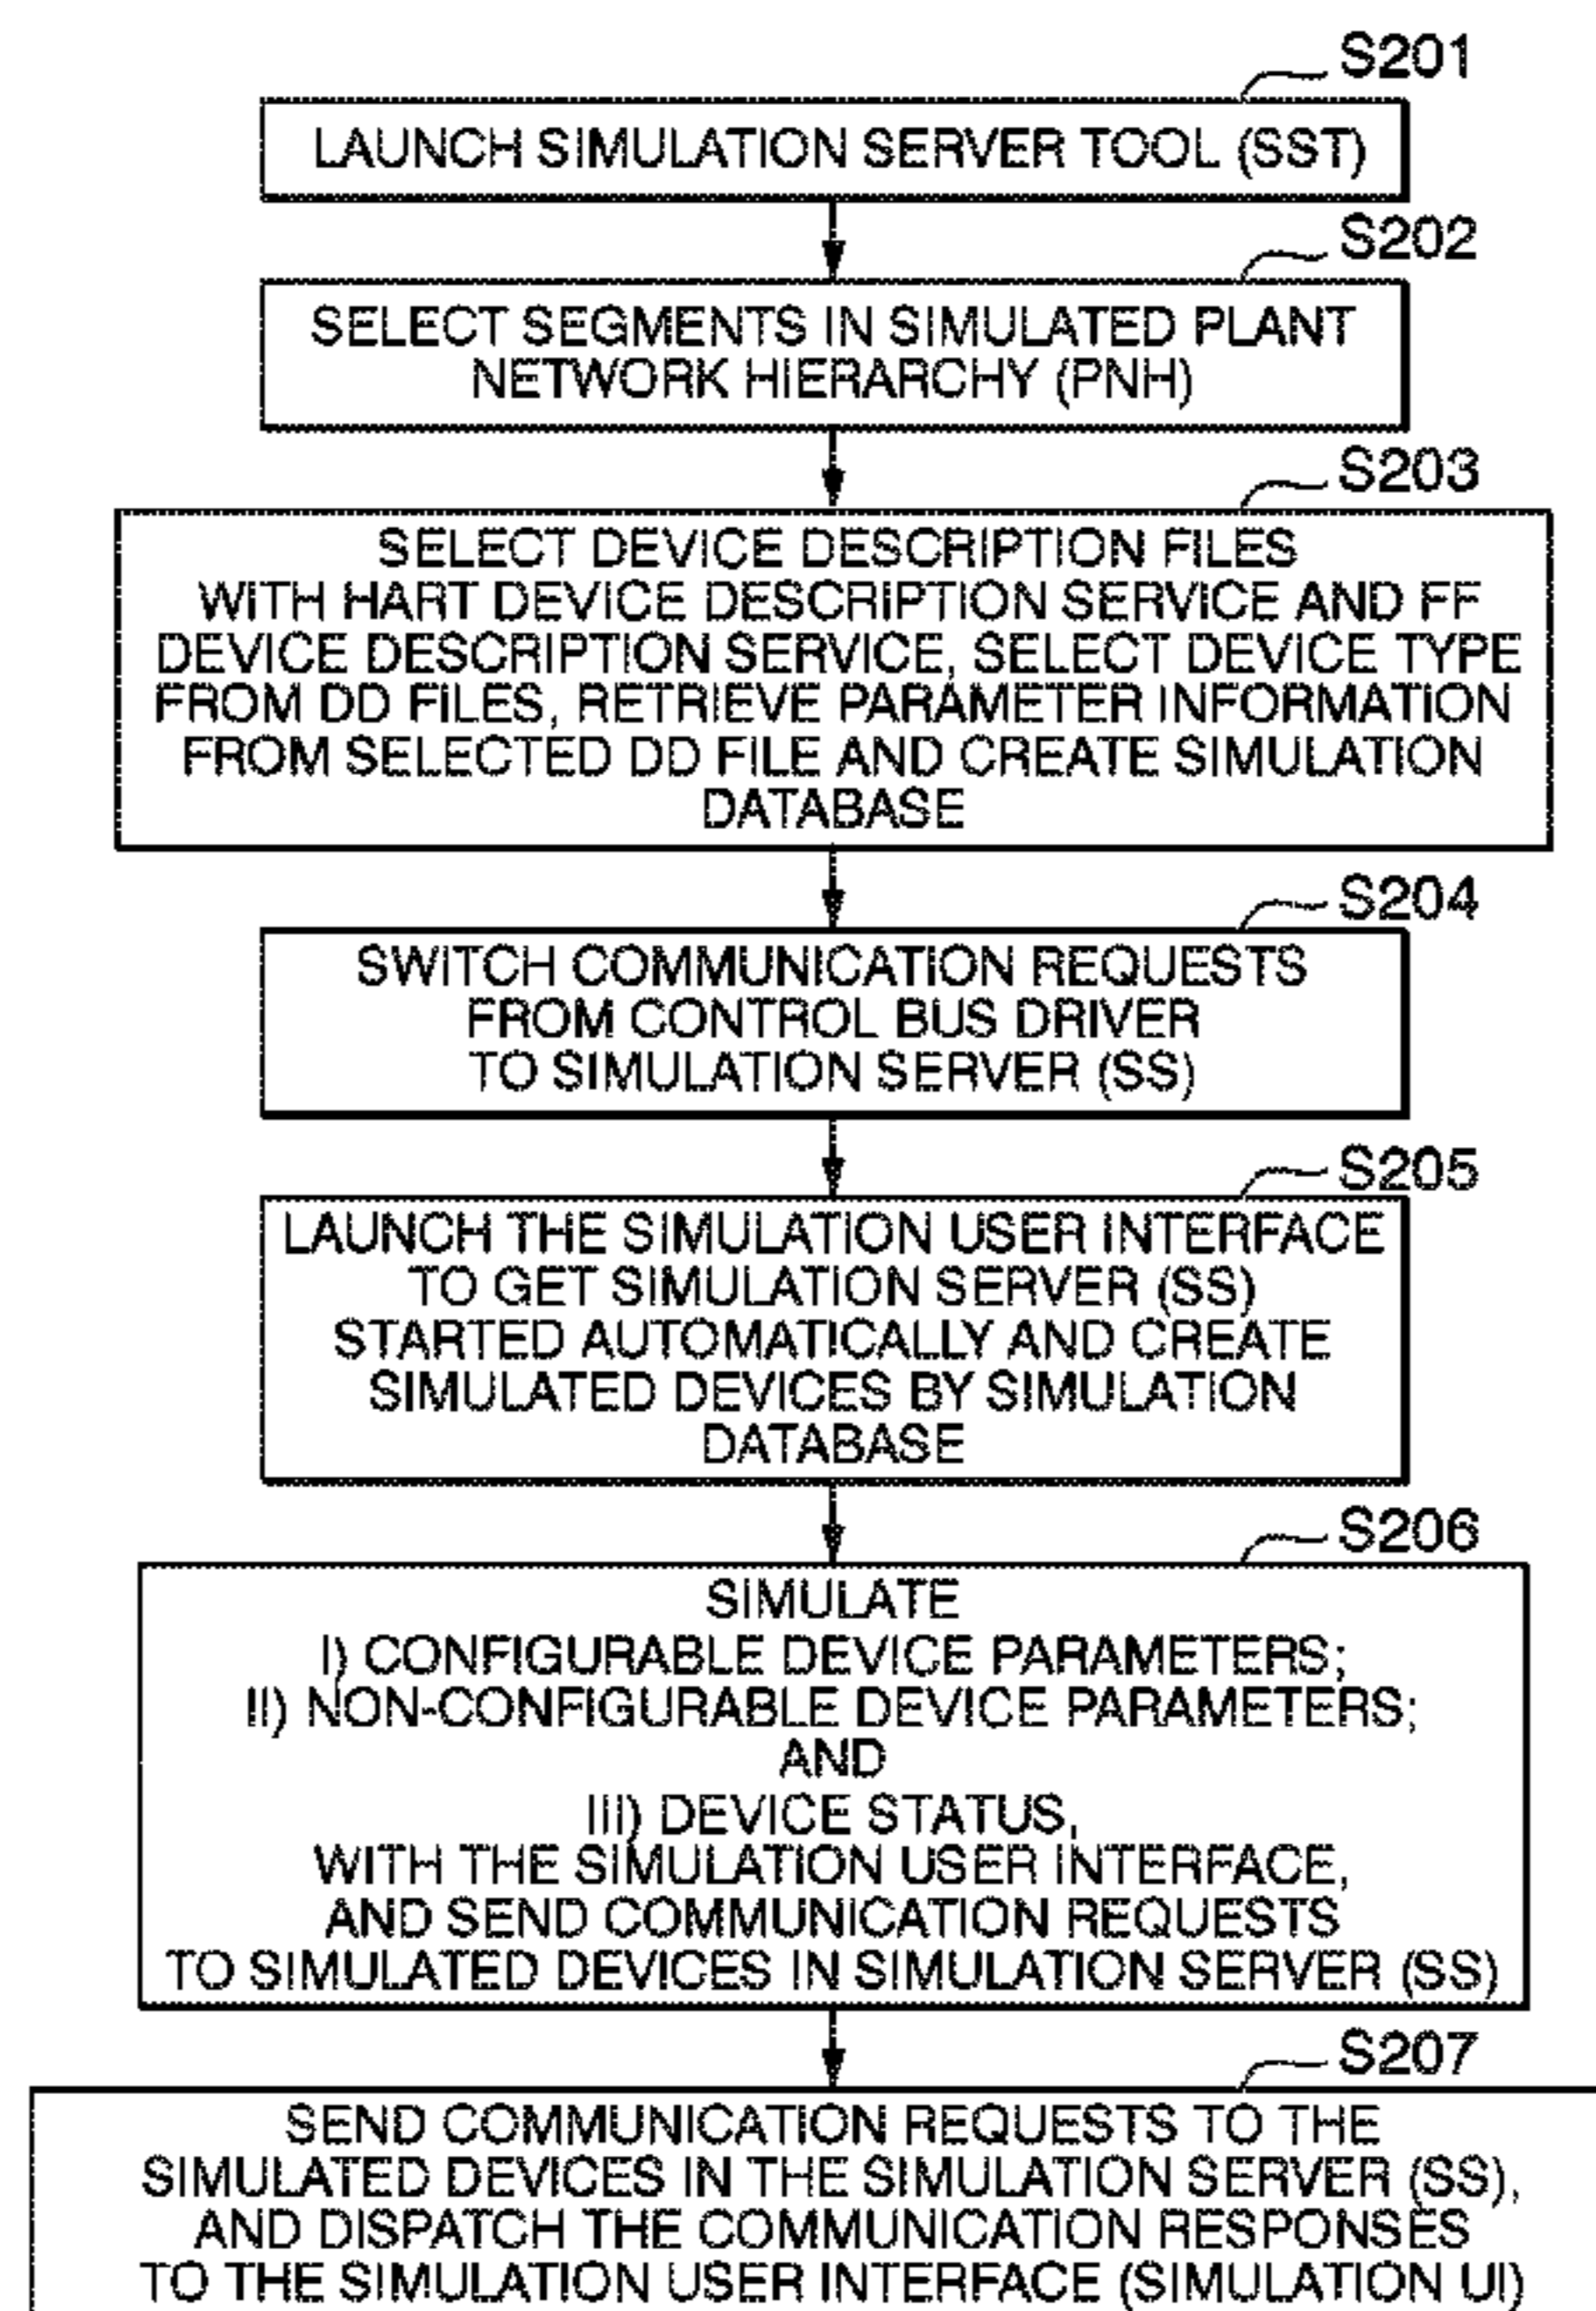 S201
LAUNCH SIMULATION SERVER TOOL (SST)
S202
SELECT SEGMENTS IN SIMULATED PLANT
NETWORK HIERARCHY (PNH)
S203
SELECT DEVICE DESCRIPTION FILES
WITH HART DEVICE DESCRIPTION SERVICE AND FF
DEVICE DESCRIPTION SERVICE, SELECT DEVICE TYPE
FROM DD FILES, RETRIEVE PARAMETER INFORMATION
FROM SELECTED DD FILE AND CREATE SIMULATION
DATABASE
S204
SWITCH COMMUNICATION REQUESTS
FROM CONTROL BUS DRIVER
TO SIMULATION SERVER (SS)
S205
LAUNCH THE SIMULATION USER INTERFACE
TO GET SIMULATION SERVER (SS)
STARTED AUTOMATICALLY AND CREATE
SIMULATED DEVICES BY SIMULATION
DATABASE
S206
SIMULATE
I) CONFIGURABLE DEVICE PARAMETERS;
II) NON-CONFIGURABLE DEVICE PARAMETERS;
AND
III) DEVICE STATUS,
WITH THE SIMULATION USER INTERFACE,
AND SEND COMMUNICATION REQUESTS
TO SIMULATED DEVICES IN SIMULATION SERVER (SS)
S207
SEND COMMUNICATION REQUESTS TO THE
SIMULATED DEVICES IN THE SIMULATION SERVER (SS),
AND DISPATCH THE COMMUNICATION RESPONSES
TO THE SIMULATION USER INTERFACE (SIMULATION UI)